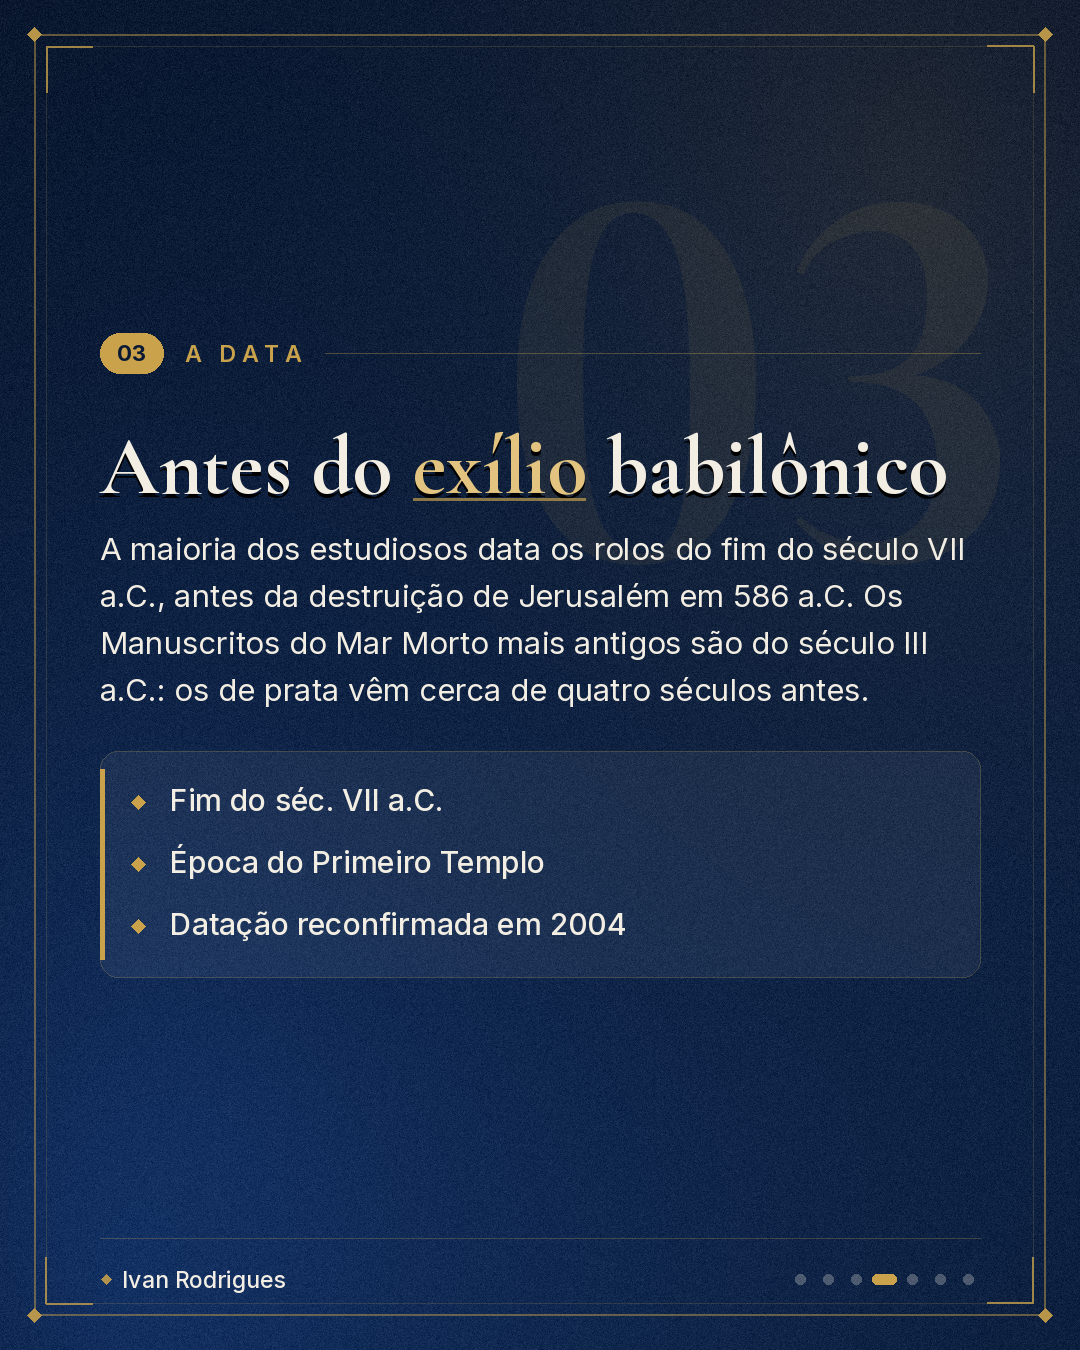 03
03 A DATA
Antes do exílio babilônico
A maioria dos estudiosos data os rolos do fim do século VII
a.C., antes da destruição de Jerusalém em 586 a.C. Os
Manuscritos do Mar Morto mais antigos são do século III
a.C.: os de prata vêm cerca de quatro séculos antes.
Fim do séc. VII a.C.
Época do Primeiro Templo
Datação reconfirmada em 2004
Ivan Rodrigues